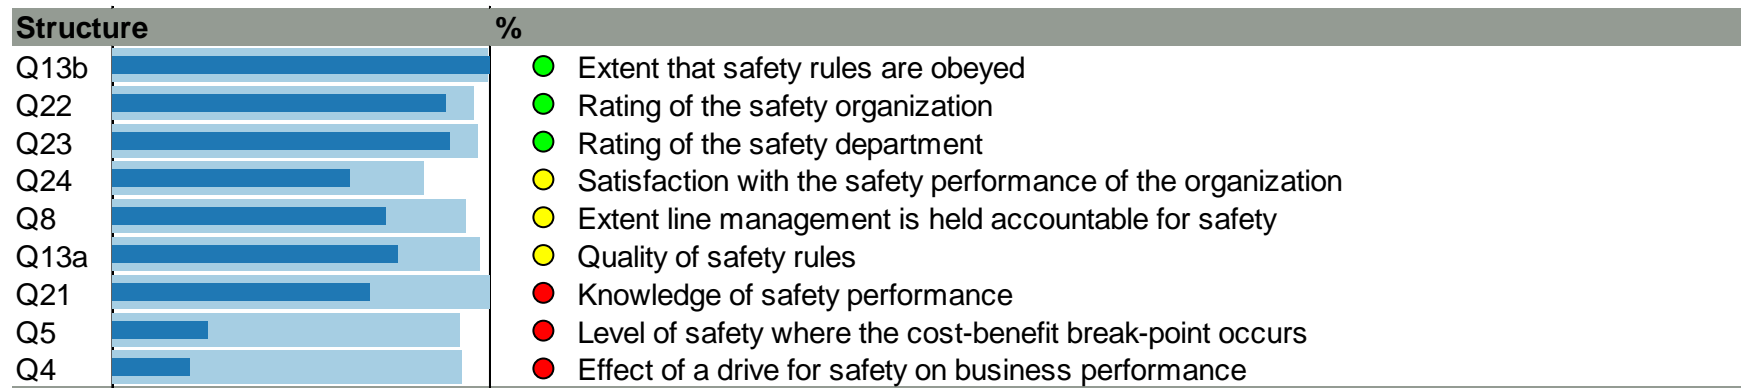 Structure %
Q13b Extent that safety rules are obeyed
Q22 Rating of the safety organization
Q23 Rating of the safety department
Q24 Satisfaction with the safety performance of the organization
Q8 Extent line management is held accountable for safety
Q13a Quality of safety rules
Q21 Knowledge of safety performance
Q5 Level of safety where the cost-benefit break-point occurs
Q4 Effect of a drive for safety on business performance